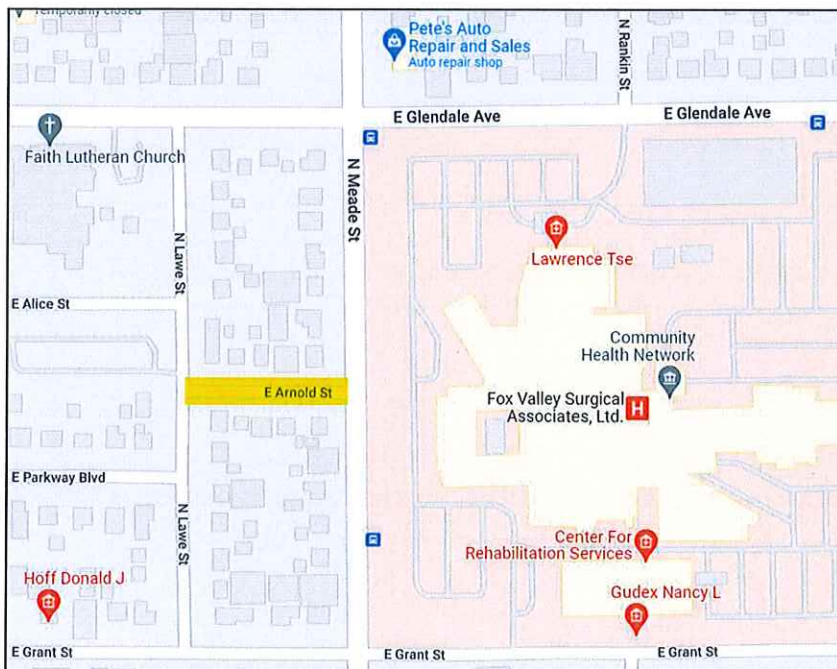 Temporarily closed
Pete's Auto
Repair and Sales
Auto repair shop
N Rankin St
E Glendale Ave
E Glendale Ave
Faith Lutheran Church
N Meade St
N Lawe St
Lawrence Tse
E Alice St
Community
Health Network
E Arnold St
Fox Valley Surgical
Associates, Ltd.
H
E Parkway Blvd
N Lawe St
Center For
Rehabilitation Services
Hoff Donald J
Gudex Nancy L
E Grant St
E Grant St
E Grant St